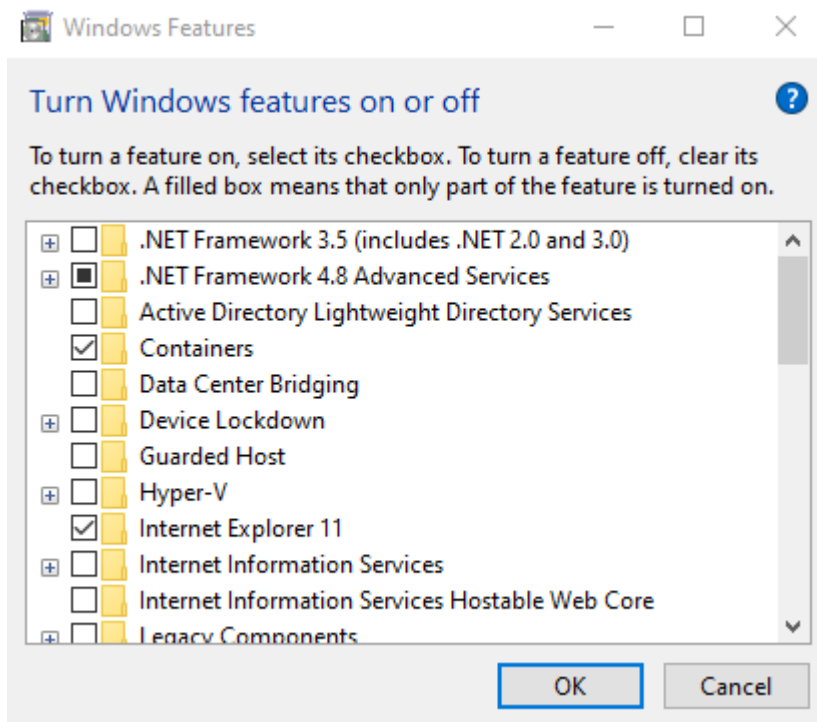 Windows Features
Turn Windows features on or off
?
To turn a feature on, select its checkbox. To turn a feature off, clear its
checkbox. A filled box means that only part of the feature is turned on.
.NET Framework 3.5 (includes .NET 2.0 and 3.0)
.NET Framework 4.8 Advanced Services
Active Directory Lightweight Directory Services
Containers
Data Center Bridging
Device Lockdown
Guarded Host
Hyper-V
Internet Explorer 11
Internet Information Services
Internet Information Services Hostable Web Core
Legacy Components
OK Cancel